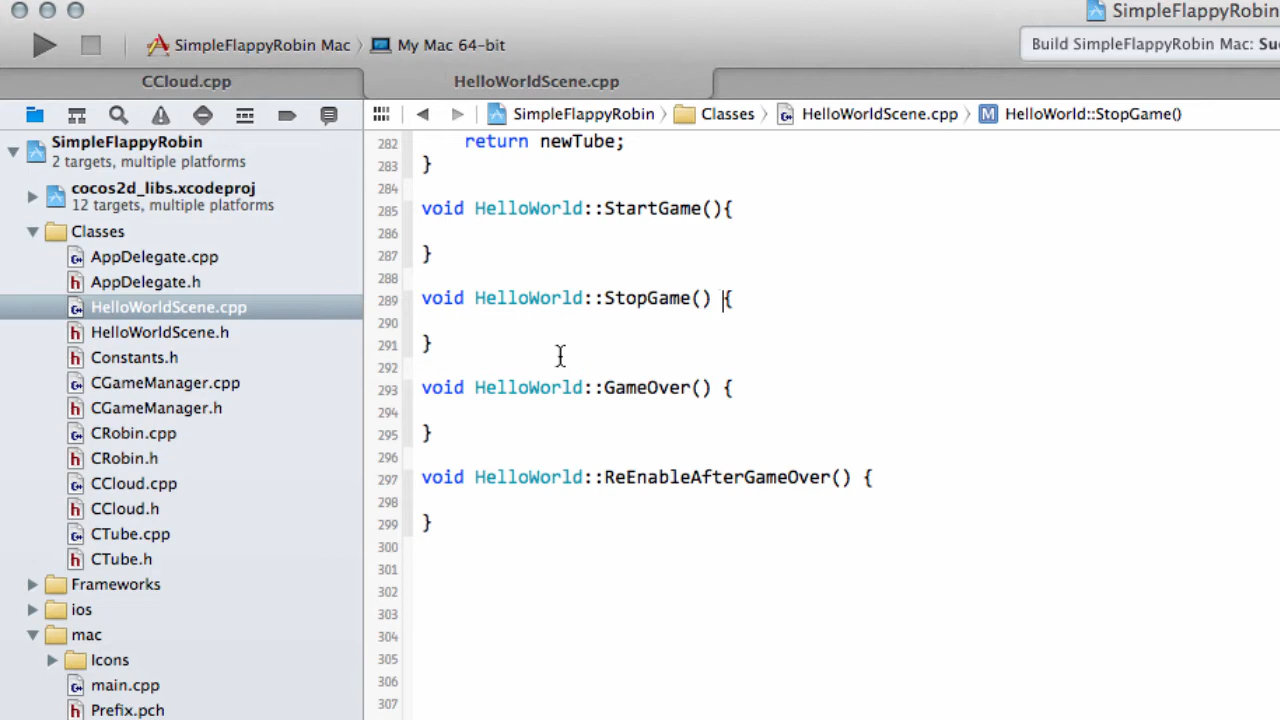 SimpleFlappyRobin
SimpleFlappyRobin Mac
My Mac 64-bit
Build SimpleFlappyRobin Mac: Su
CCloud.cpp
HelloWorldScene.cpp
SimpleFlappyRobin
Classes
HelloWorldScene.cpp
M
HelloWorld::StopGame()
SimpleFlappyRobin
2 targets, multiple platforms
cocos2d_libs.xcodeproj
12 targets, multiple platforms
Classes
AppDelegate.cpp
AppDelegate.h
HelloWorldScene.cpp
HelloWorldScene.h
Constants.h
CGameManager.cpp
CGameManager.h
CRobin.cpp
CRobin.h
CCloud.cpp
CCloud.h
CTube.cpp
CTube.h
Frameworks
ios
mac
Icons
main.cpp
Prefix.pch
282 return newTube;
283 }
284
285 void HelloWorld::StartGame(){
286
287 }
288
289 void HelloWorld::StopGame() {
290
291 }
292
293 void HelloWorld::GameOver() {
294
295 }
296
297 void HelloWorld::ReEnableAfterGameOver() {
298
299 }
300
301
302
303
304
305
306
307